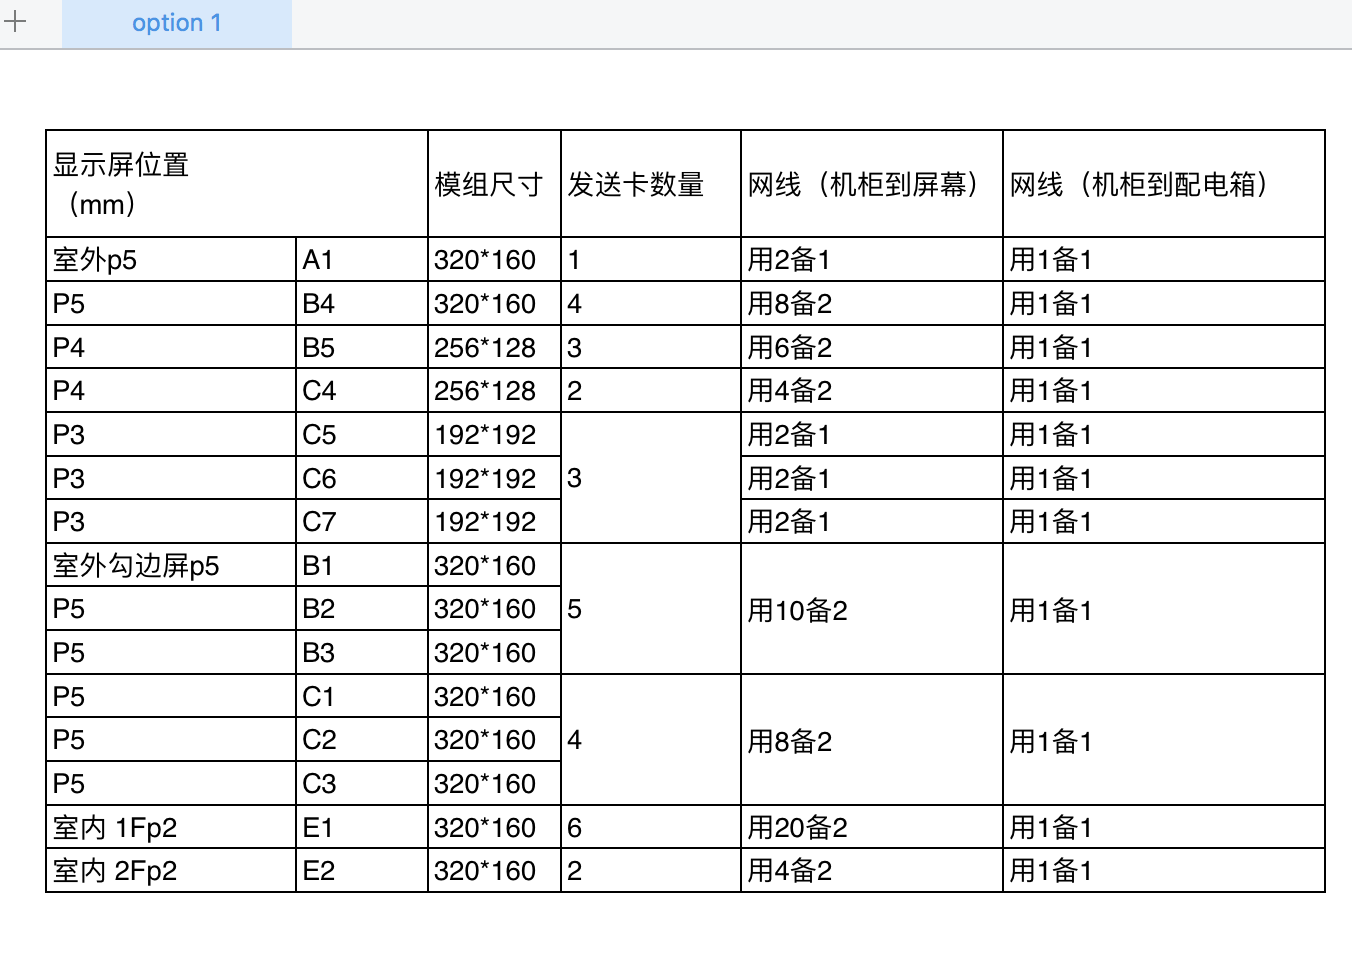 option 1
显示屏位置
（mm）
模组尺寸 发送卡数量 网线（机柜到屏幕） 网线（机柜到配电箱）
室外p5 A1 320*160 1 用2备1 用1备1
P5 B4 320*160 4 用8备2 用1备1
P4 B5 256*128 3 用6备2 用1备1
P4 C4 256*128 2 用4备2 用1备1
P3 C5 192*192 用2备1 用1备1
P3 C6 192*192 3 用2备1 用1备1
P3 C7 192*192 用2备1 用1备1
室外勾边屏p5 B1 320*160
P5 B2 320*160 5 用10备2 用1备1
P5 B3 320*160
P5 C1 320*160
P5 C2 320*160 4 用8备2 用1备1
P5 C3 320*160
室内 1Fp2 E1 320*160 6 用20备2 用1备1
室内 2Fp2 E2 320*160 2 用4备2 用1备1